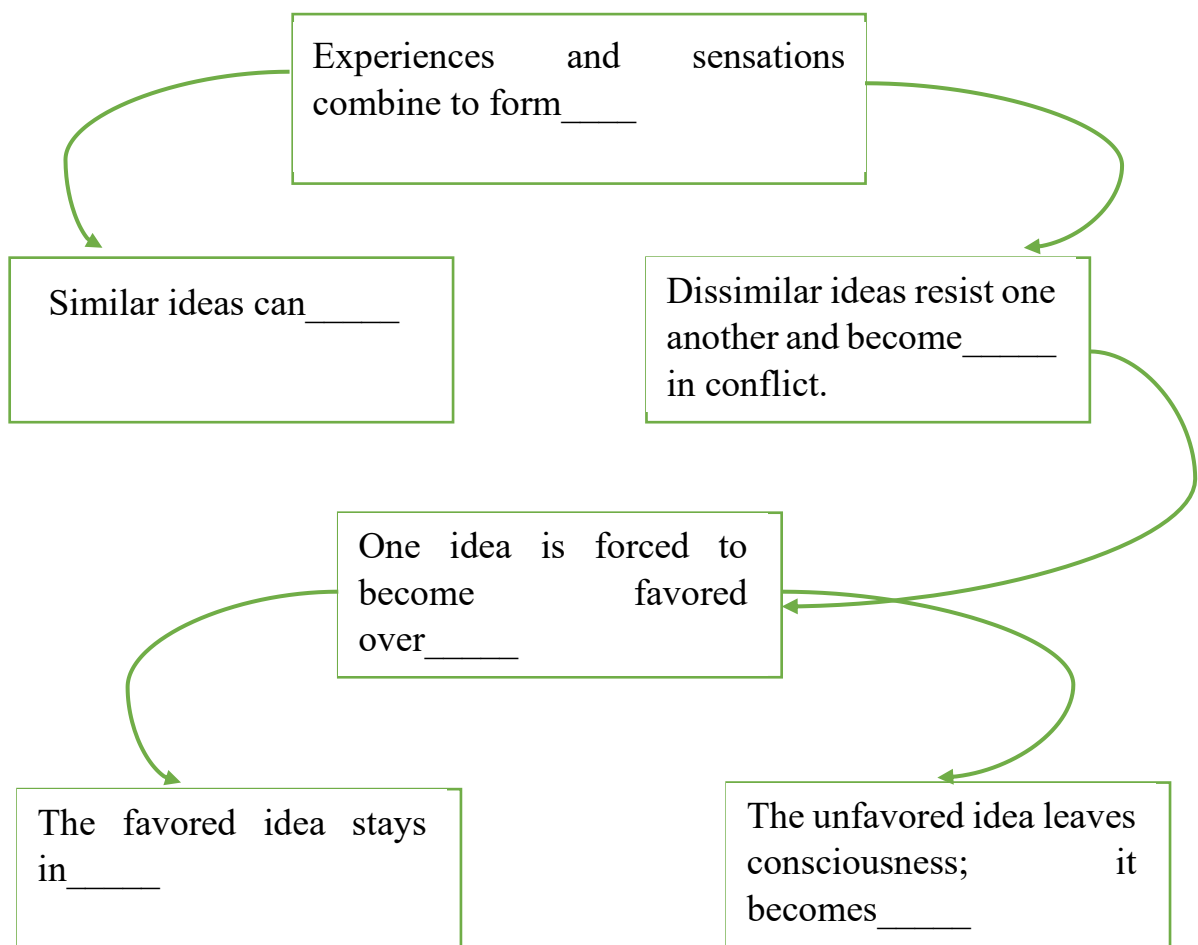 Experiences and sensations
combine to form____
Similar ideas can_____
Dissimilar ideas resist one
another and become_____
in conflict.
One idea is forced to
become favored
over_____
The favored idea stays
in_____
The unfavored idea leaves
consciousness; it
becomes_____